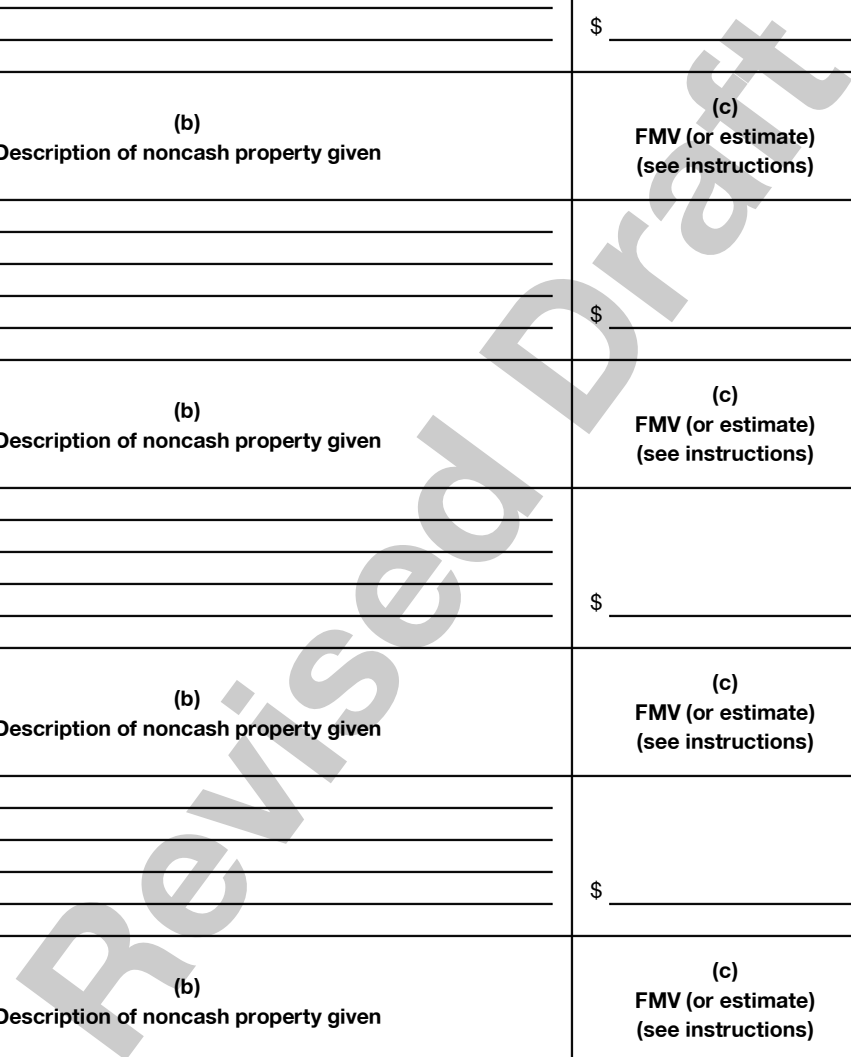 $
(b)
Description of noncash property given
(c)
FMV (or estimate)
(see instructions)
$
(b)
Description of noncash property given
(c)
FMV (or estimate)
(see instructions)
$
(b)
Description of noncash property given
(c)
FMV (or estimate)
(see instructions)
$
(b)
Description of noncash property given
(c)
FMV (or estimate)
(see instructions)
Revised Draft